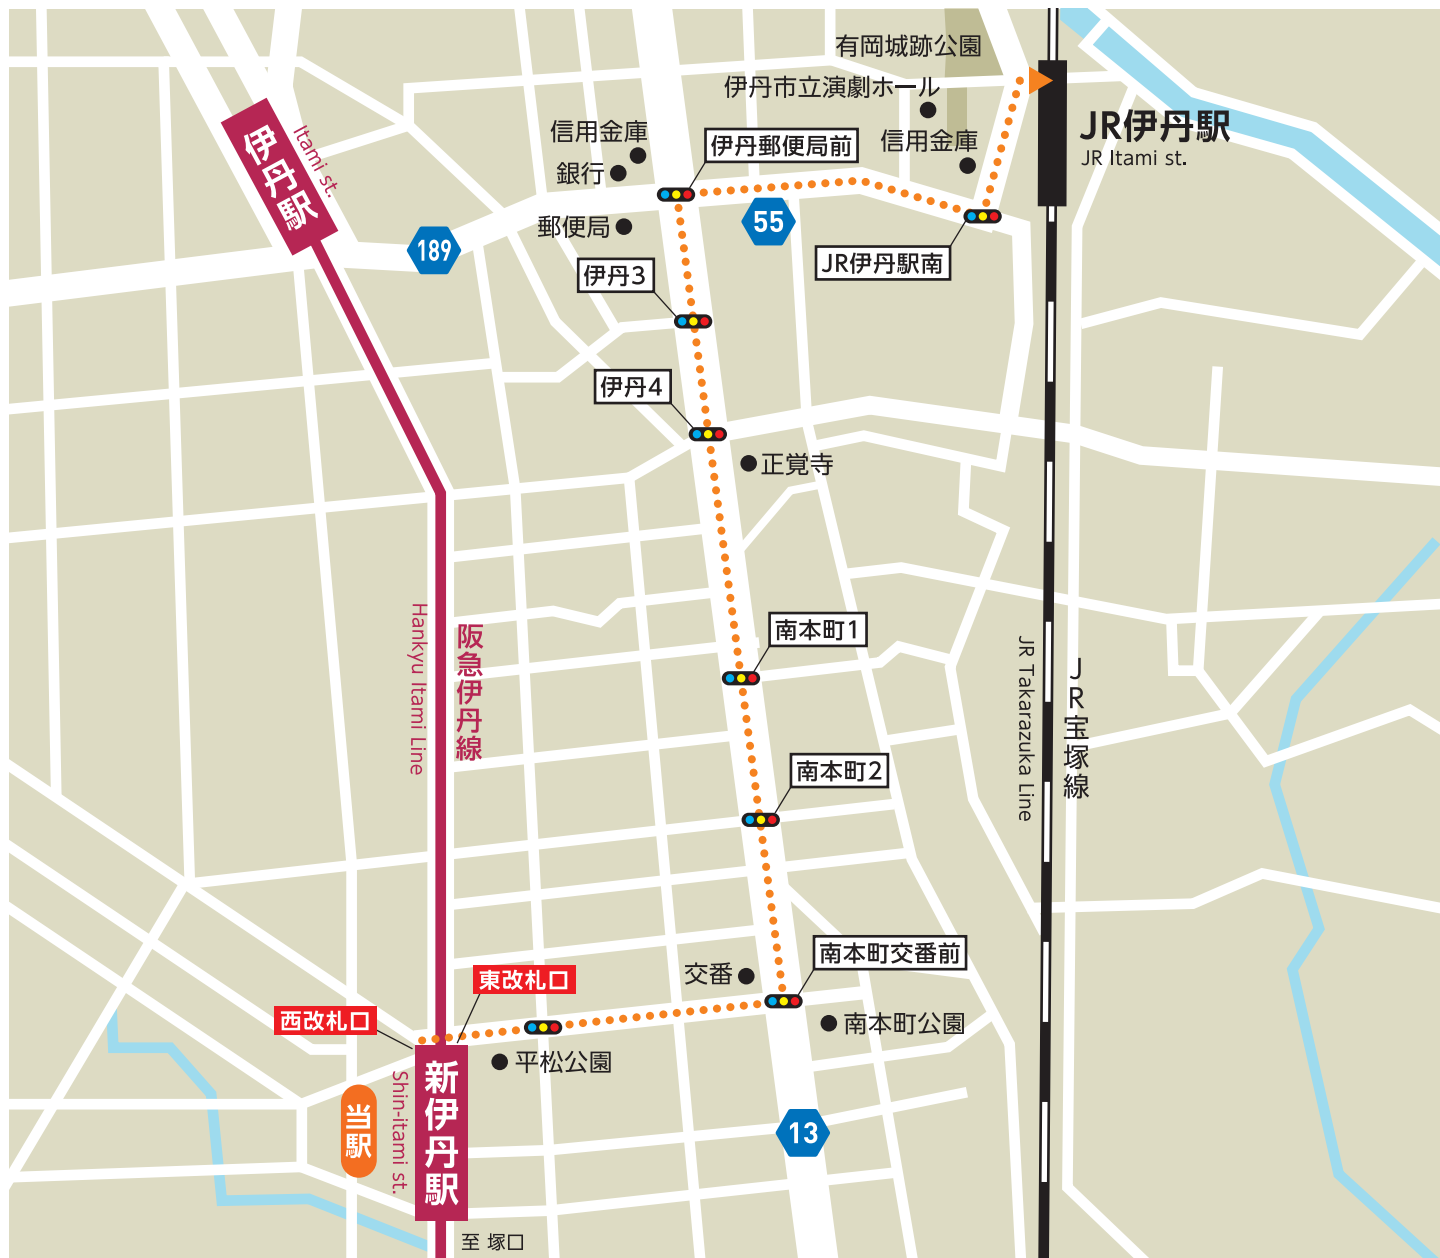 有岡城跡公園
伊丹市立演劇ホール
信用金庫
信用金庫
銀行
郵便局
伊丹郵便局前
JR伊丹駅
JR Itami st.
伊丹駅
Itami st.
189
55
伊丹3
JR伊丹駅南
伊丹4
正覚寺
Hankyu Itami Line
阪急伊丹線
南本町1
JR Takarazuka Line
JR宝塚線
南本町2
南本町交番前
交番
東改札口
西改札口
南本町公園
平松公園
新伊丹駅
Shin-itami st.
当駅
13
至 塚口